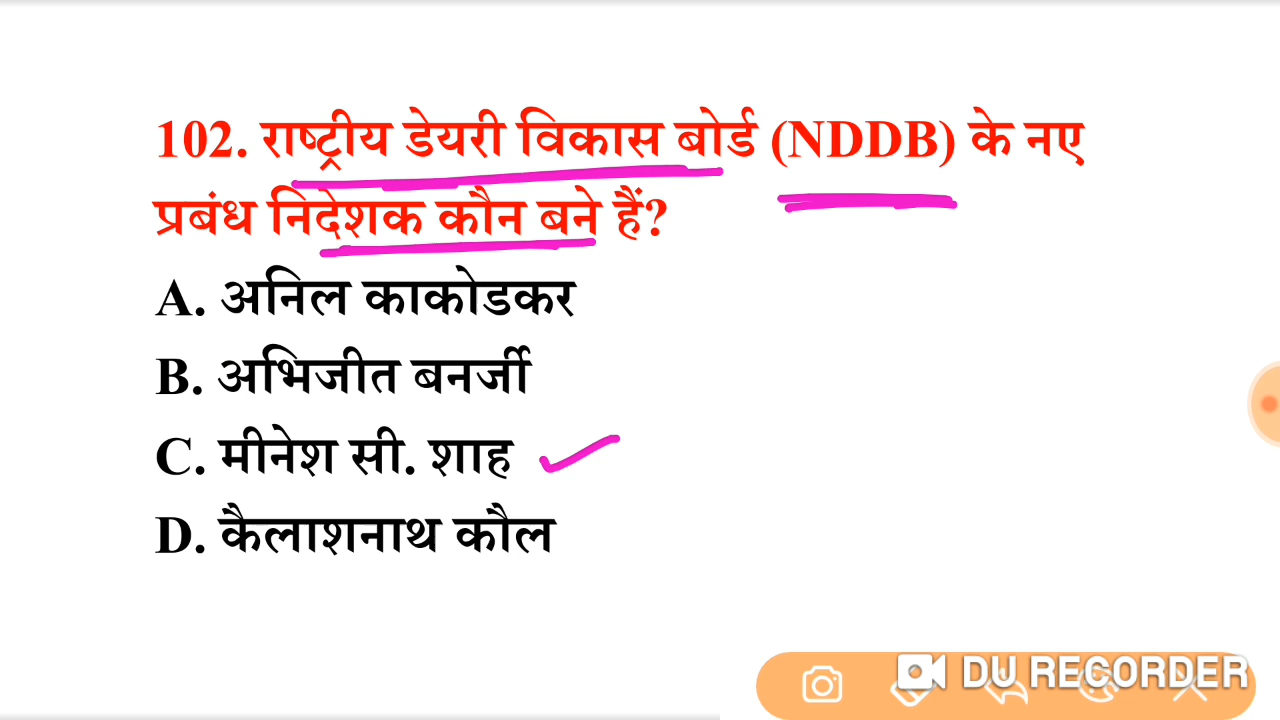 102. राष्ट्रीय डेयरी विकास बोर्ड (NDDB) के नए
प्रबंध निदेशक कौन बने हैं?
A. अनिल काकोडकर
B. अभिजीत बनर्जी
C. मीनेश सी. शाह
D. कैलाशनाथ कौल
DU RECORDER